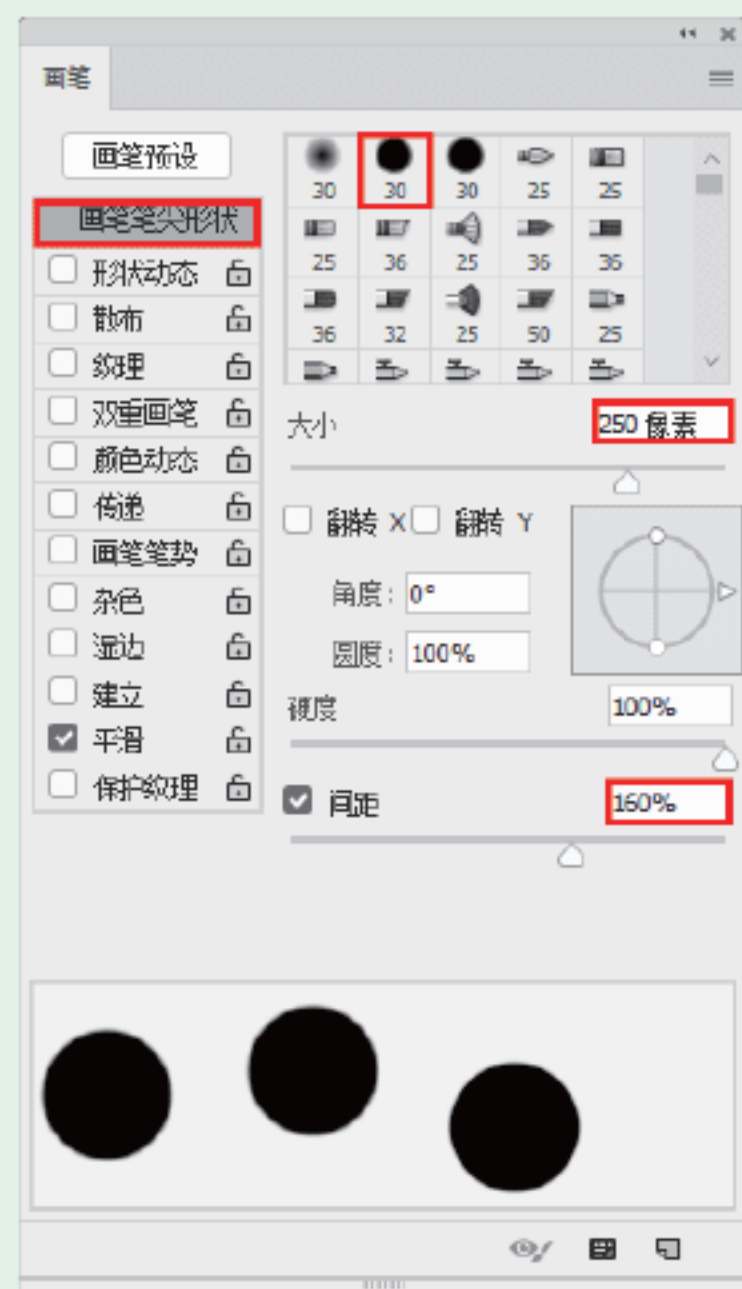 画笔
画笔预设
30 30 30 25 25
画笔笔尖形状
25 36 25 36 36
形状动态
散布
36 32 25 50 25
纹理
双重画笔
大小 250 像素
颜色动态
传递
翻转 X 翻转 Y
画笔笔势
杂色
角度: 0°
湿边
圆度: 100%
建立
硬度 100%
平滑
保护纹理
间距 160%